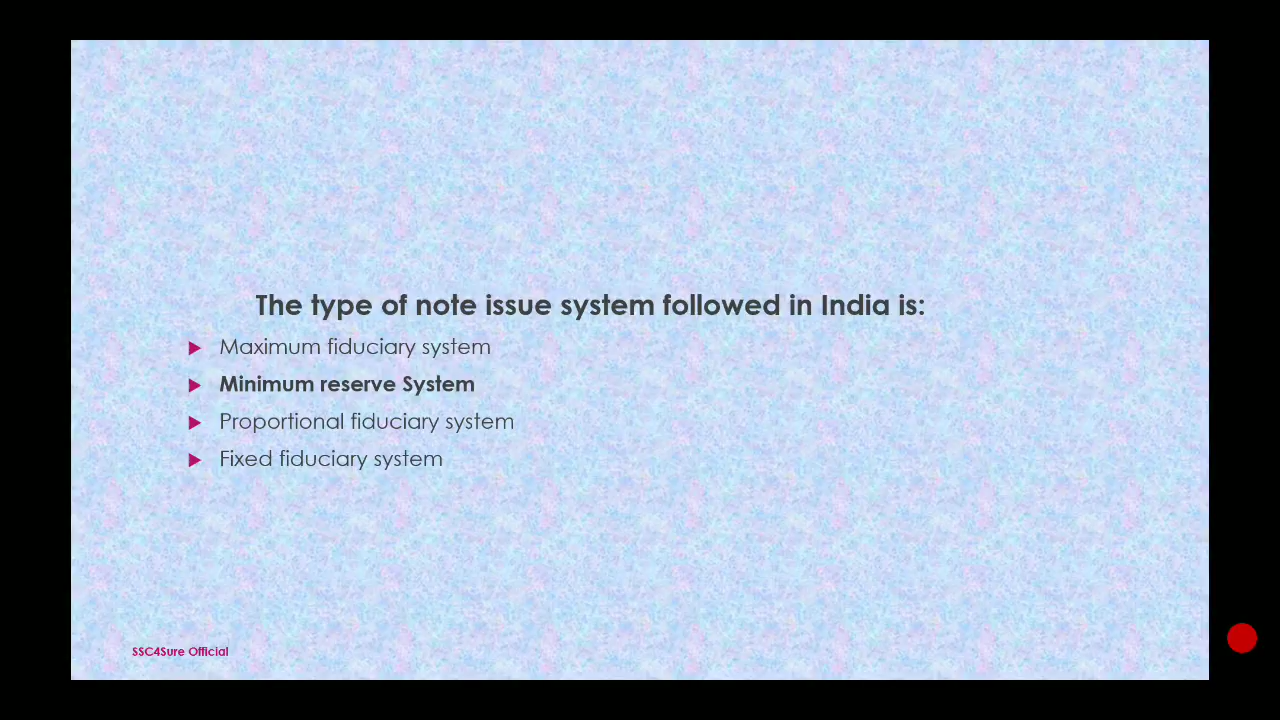 The type of note issue system followed in India is:
Maximum fiduciary system
Minimum reserve System
Proportional fiduciary system
Fixed fiduciary system
SSC4Sure Official